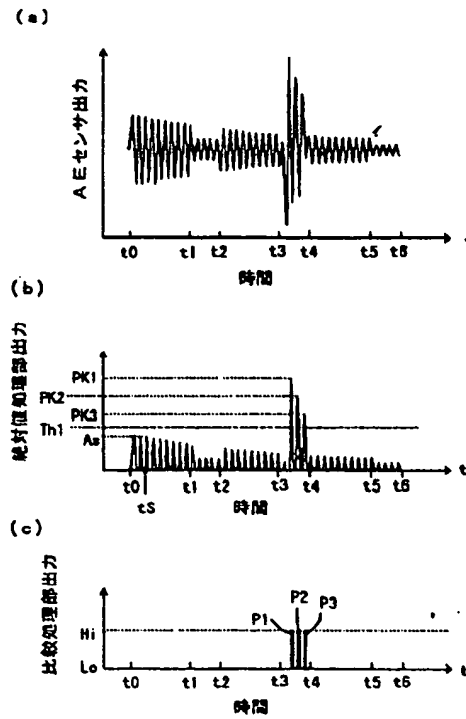 (a)
AEセンサ出力
t0 t1 t2 t3 t4 t5 t6
時間
(b)
絶対値処理部出力
PK1
PK2
PK3
Th1
As
t0 t1 t2 t3 t4 t5 t6 t
tS
時間
(c)
比較処理部出力
P2
P1 P3
Hi
Lo
t0 t1 t2 t3 t4 t5 t6 t
時間